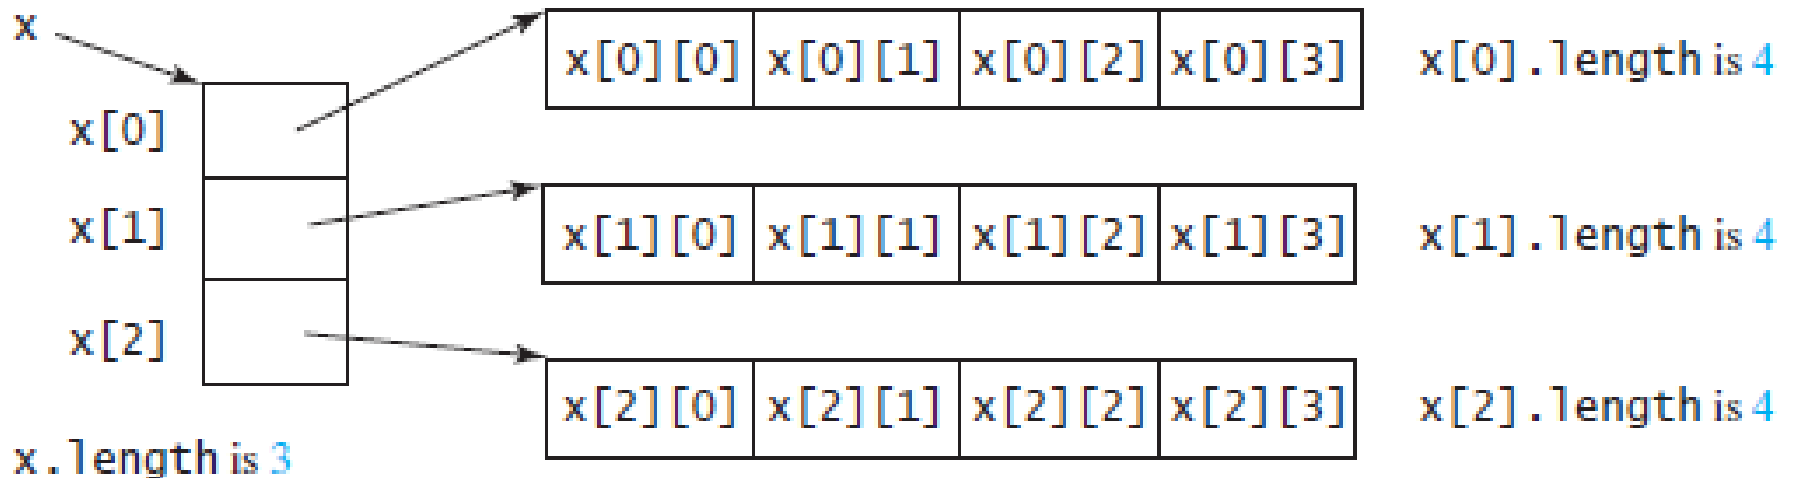 x
x[0][0] x[0][1] x[0][2] x[0][3] x[0].length is 4
x[0]
x[1] x[1][0] x[1][1] x[1][2] x[1][3] x[1].length is 4
x[2]
x[2][0] x[2][1] x[2][2] x[2][3] x[2].length is 4
x.length is 3